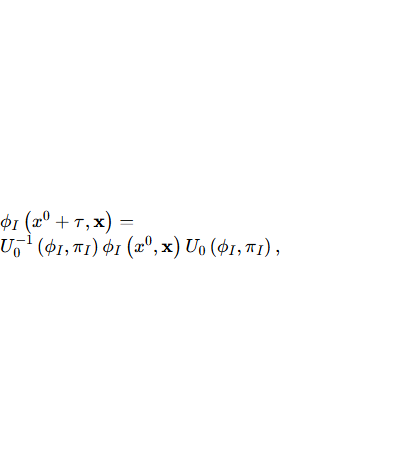 ϕ_I (x^0 + τ, **x**) =
U_0^{−1} (ϕ_I, π_I) ϕ_I (x^0, **x**) U_0 (ϕ_I, π_I) ,